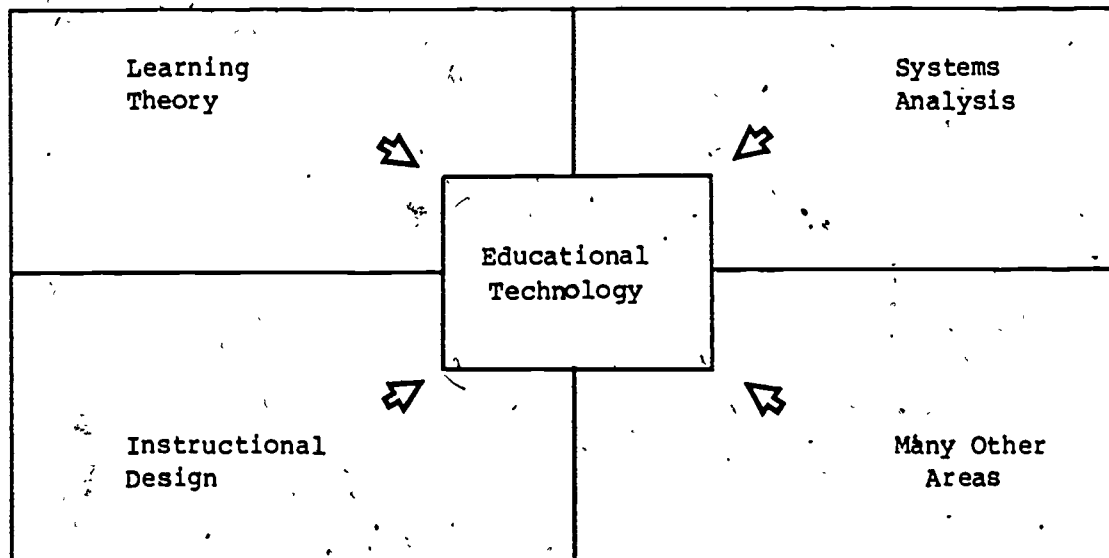 Learning
Theory
Systems
Analysis
Educational
Technology
Instructional
Design
Many Other
Areas